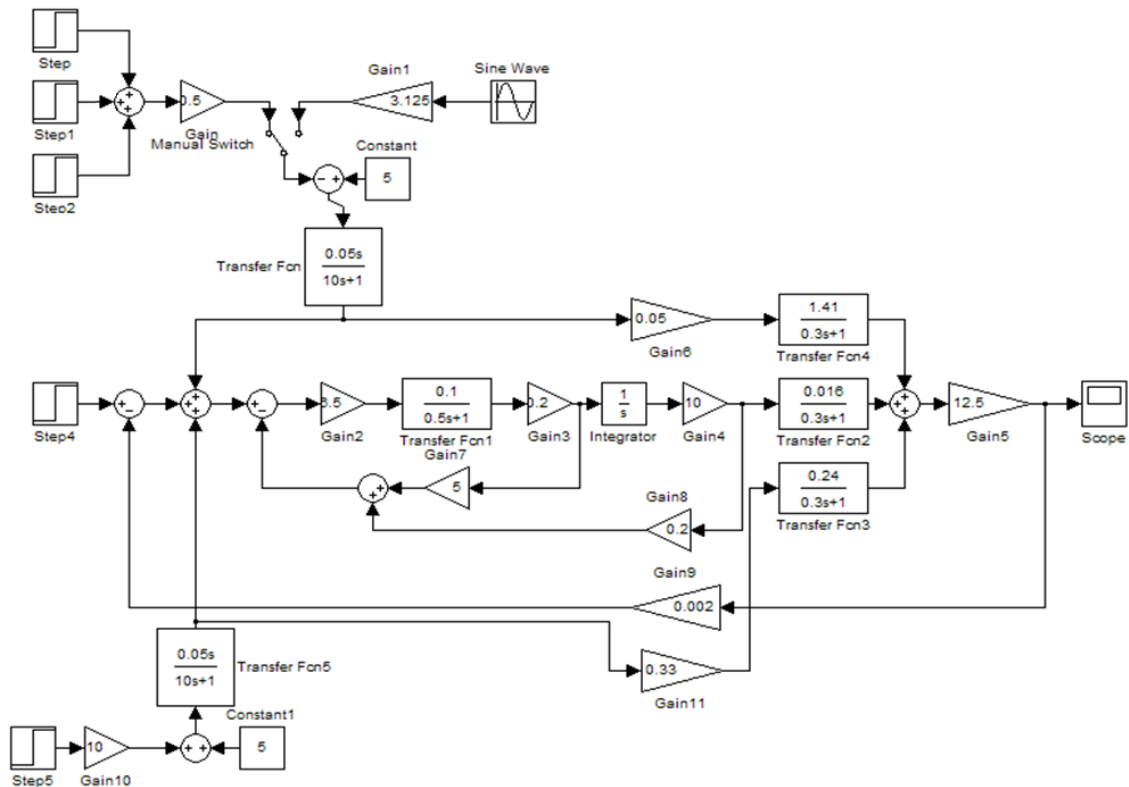 Step
Step1
Step2
0.5
Gain
Manual Switch
Gain1
3.125
Sine Wave
Constant
5
Transfer Fcn
0.05s
10s+1
0.05
Gain6
1.41
0.3s+1
Transfer Fcn4
Step4
Gain2
0.1
0.5s+1
Transfer Fcn1
0.2
Gain3
1
s
Integrator
10
Gain4
0.016
0.3s+1
Transfer Fcn2
12.5
Gain5
Scope
Gain7
5
0.24
0.3s+1
Transfer Fcn3
Gain8
0.2
Gain9
0.002
0.05s
10s+1
Transfer Fcn5
0.33
Gain11
Step5
10
Gain10
Constant1
5